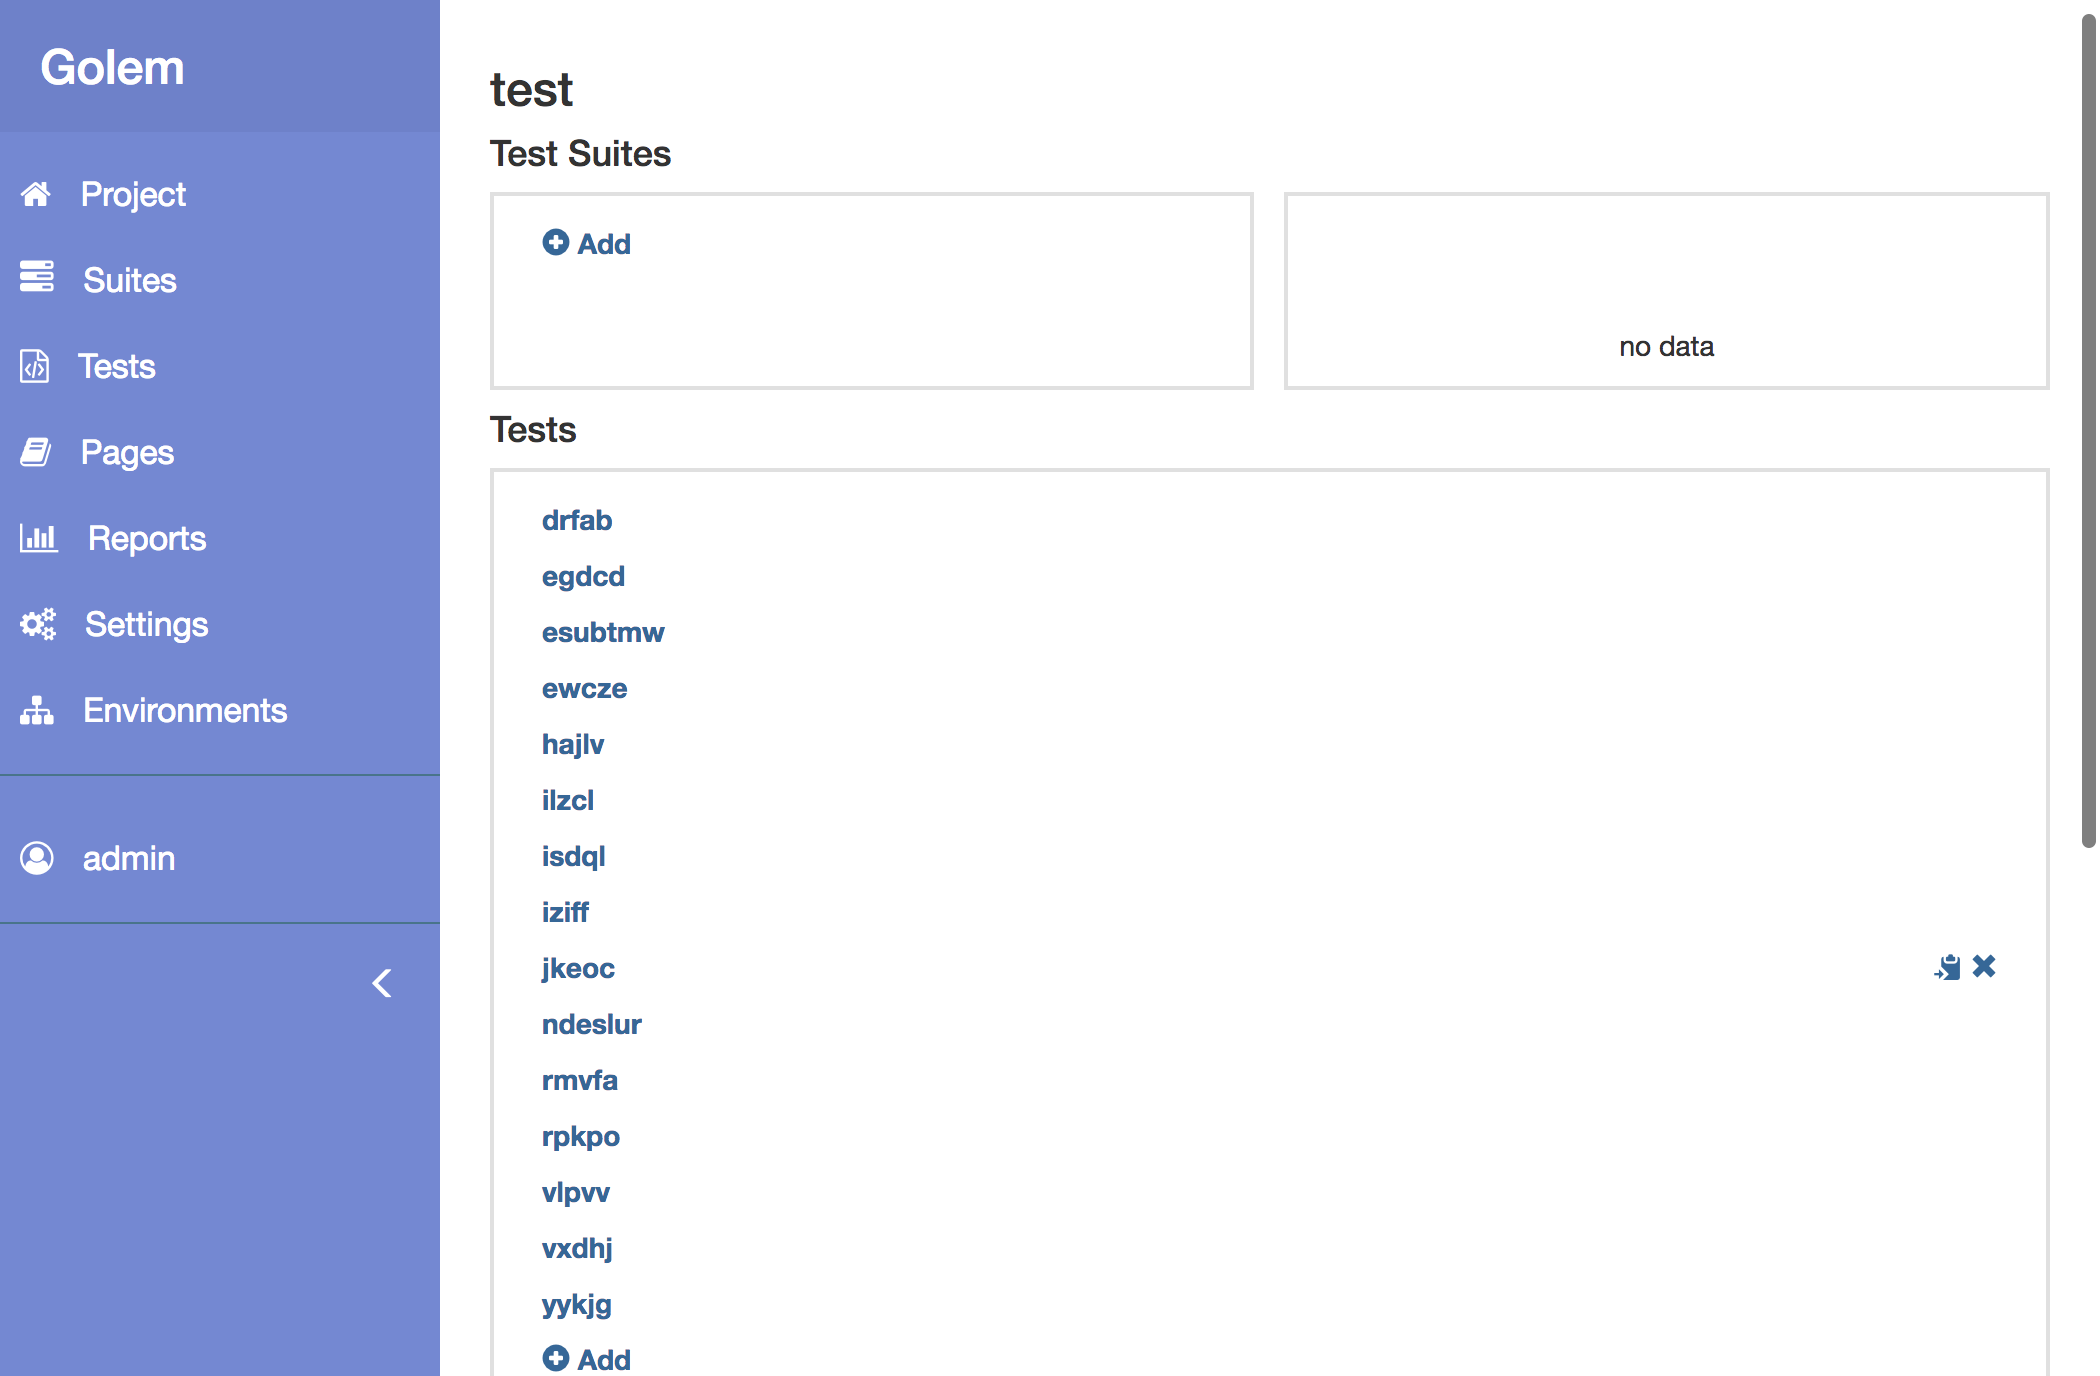 Golem
Project
Suites
Tests
Pages
Reports
Settings
Environments
admin
test
Test Suites
Add
no data
Tests
drfab
egdcd
esubtmw
ewcze
hajlv
ilzcl
isdql
iziff
jkeoc
ndeslur
rmvfa
rpkpo
vlpvv
vxdhj
yykjg
Add